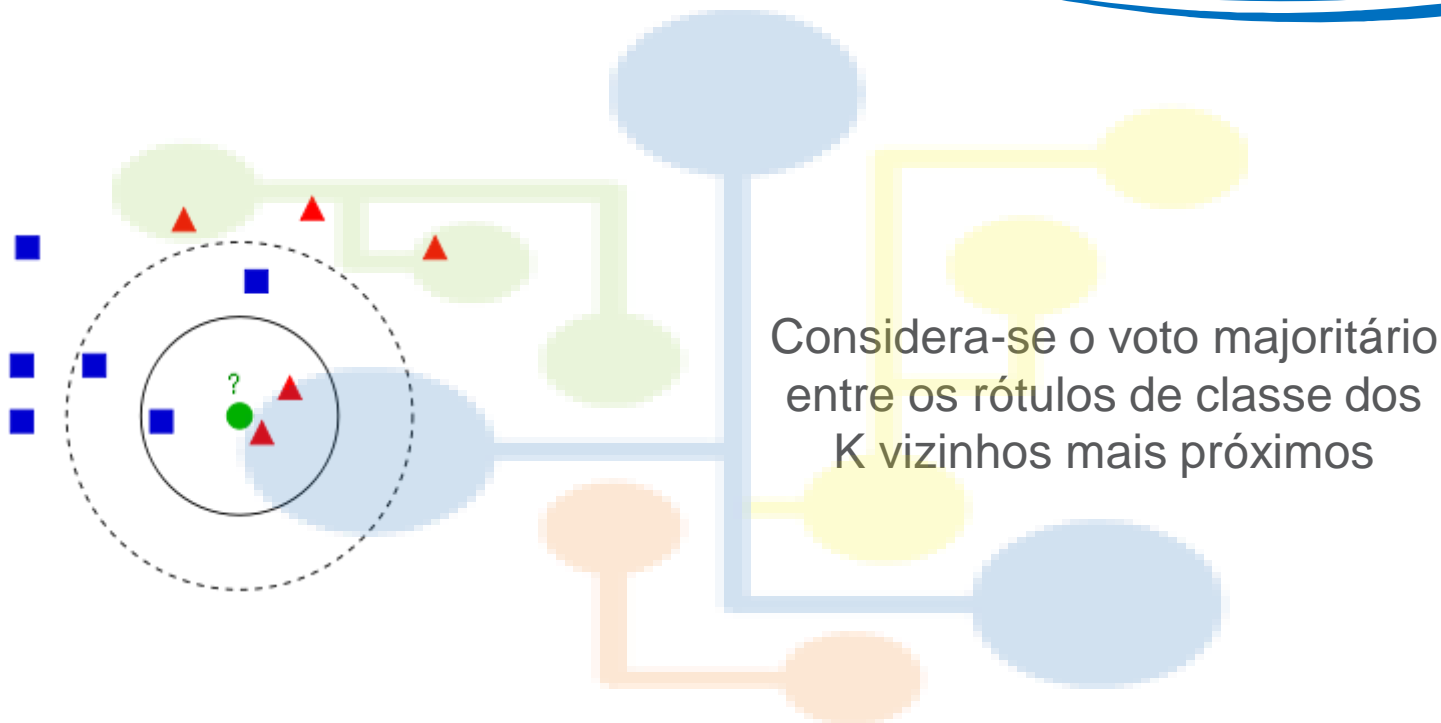 ?
Considera-se o voto majoritário
entre os rótulos de classe dos
K vizinhos mais próximos